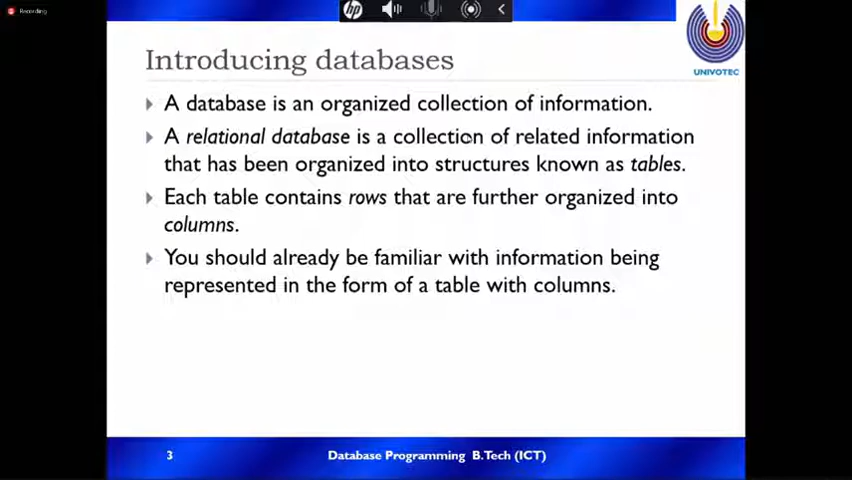 Recording
hp
UNIVOTEC
Introducing databases
A database is an organized collection of information.
A relational database is a collection of related information
that has been organized into structures known as tables.
Each table contains rows that are further organized into
columns.
You should already be familiar with information being
represented in the form of a table with columns.
3
Database Programming B.Tech (ICT)